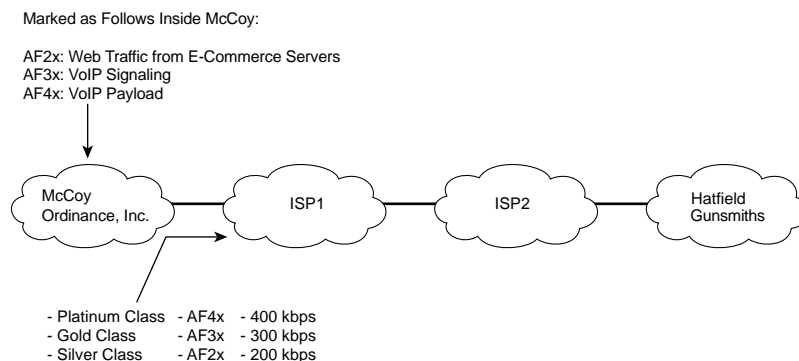 Marked as Follows Inside McCoy:
AF2x: Web Traffic from E-Commerce Servers
AF3x: VoIP Signaling
AF4x: VoIP Payload
McCoy
Ordinance, Inc.
ISP1
ISP2
Hatfield
Gunsmiths
- Platinum Class - AF4x - 400 kbps
- Gold Class - AF3x - 300 kbps
- Silver Class - AF2x - 200 kbps